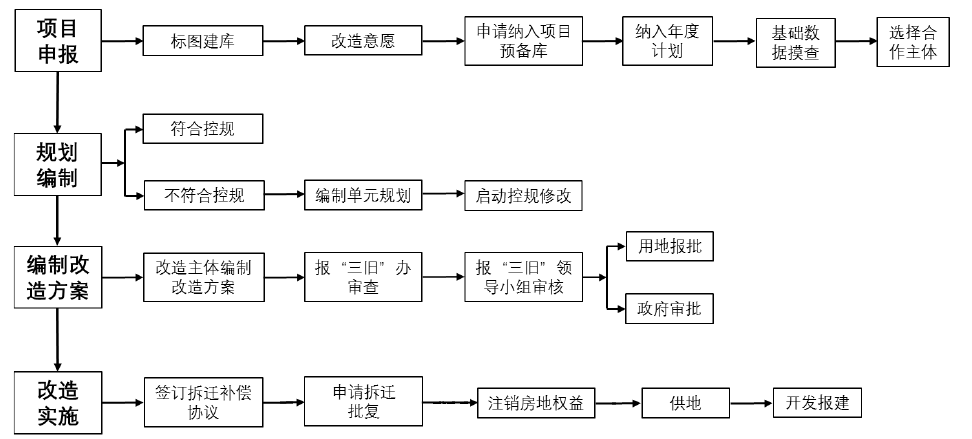 项目
申报
标图建库
改造意愿
申请纳入项目
预备库
纳入年度
计划
基础数
据摸查
选择合
作主体
规划
编制
符合控规
不符合控规
编制单元规划
启动控规修改
编制改
造方案
改造主体编制
改造方案
报“三旧”办
审查
报“三旧”领
导小组审核
用地报批
政府审批
改造
实施
签订拆迁补偿
协议
申请拆迁
批复
注销房地权益
供地
开发报建